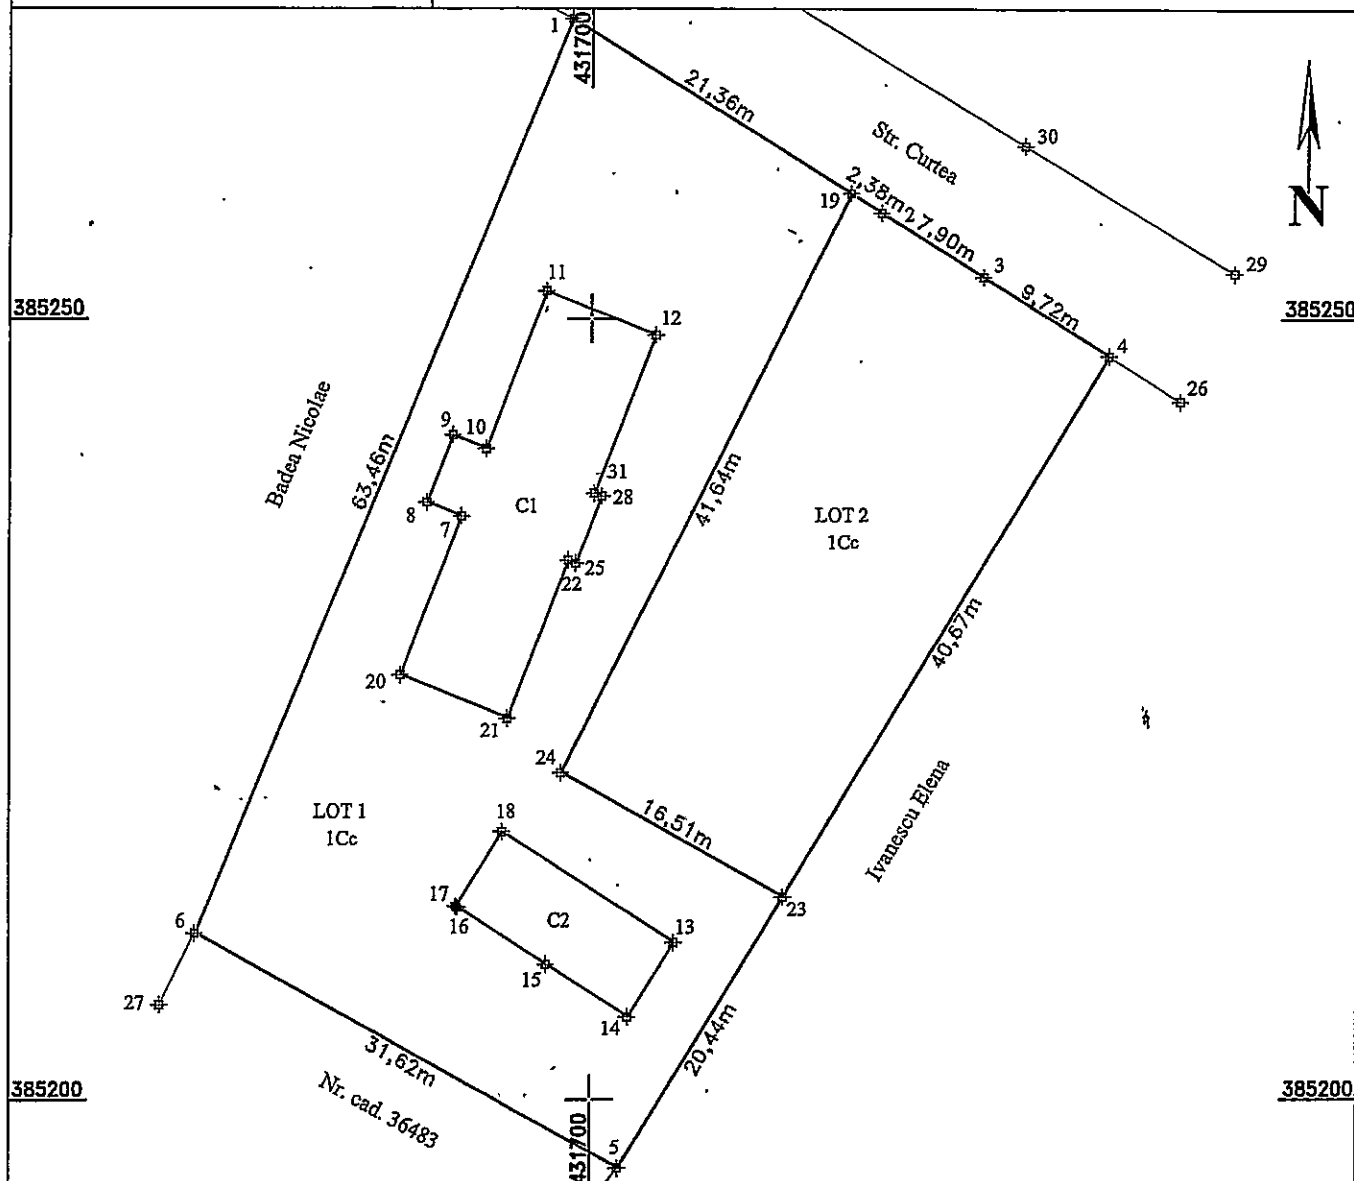 1
431700
21,36m
Str. Curtea
30
N
2,38m
19
2
7,90m
3
29
11
385250
12
9,72m
385250
4
26
9
10
Badea Nicolae
63,46m
31
28
41,64m
8
7
C1
LOT 2
1Cc
22
25
40,67m
20
21
24
Ivanescu Elena
LOT 1
1Cc
18
16,51m
17
16
C2
23
6
13
15
27
14
20,44m
31,62m
385200
Nr. cad. 36483
431700
385200
5